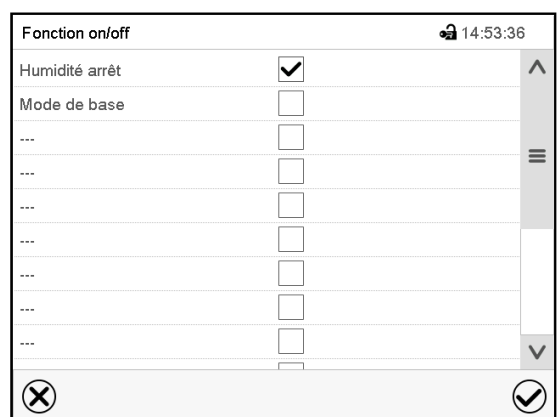 Fonction on/off 14:53:36
Humidité arrêt
Mode de base
---
---
---
---
---
---
---